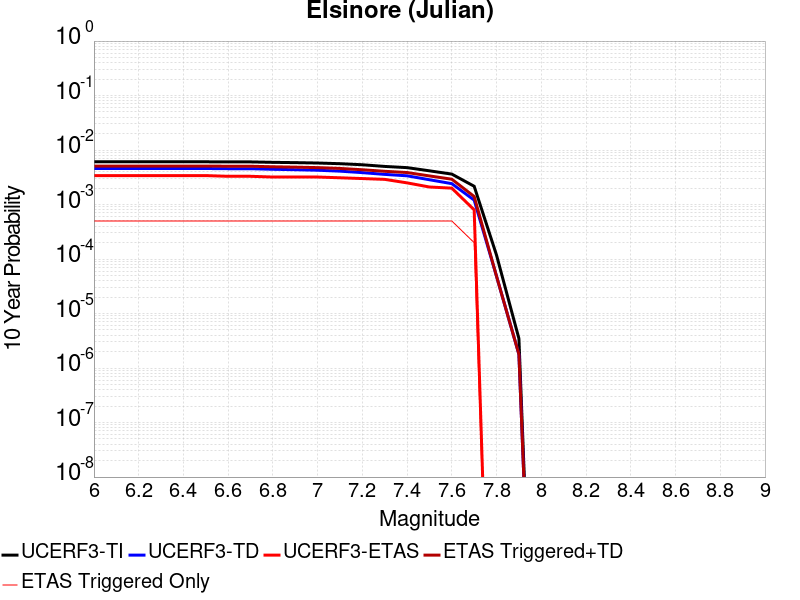 Elsinore (Julian)
10 0
10 -1
10 -2
10 -3
10 -4
10 -5
10 -6
10 -7
10 -8
10 Year Probability
6 6.2 6.4 6.6 6.8 7 7.2 7.4 7.6 7.8 8 8.2 8.4 8.6 8.8 9
Magnitude
UCERF3-TI UCERF3-TD UCERF3-ETAS ETAS Triggered+TD
ETAS Triggered Only